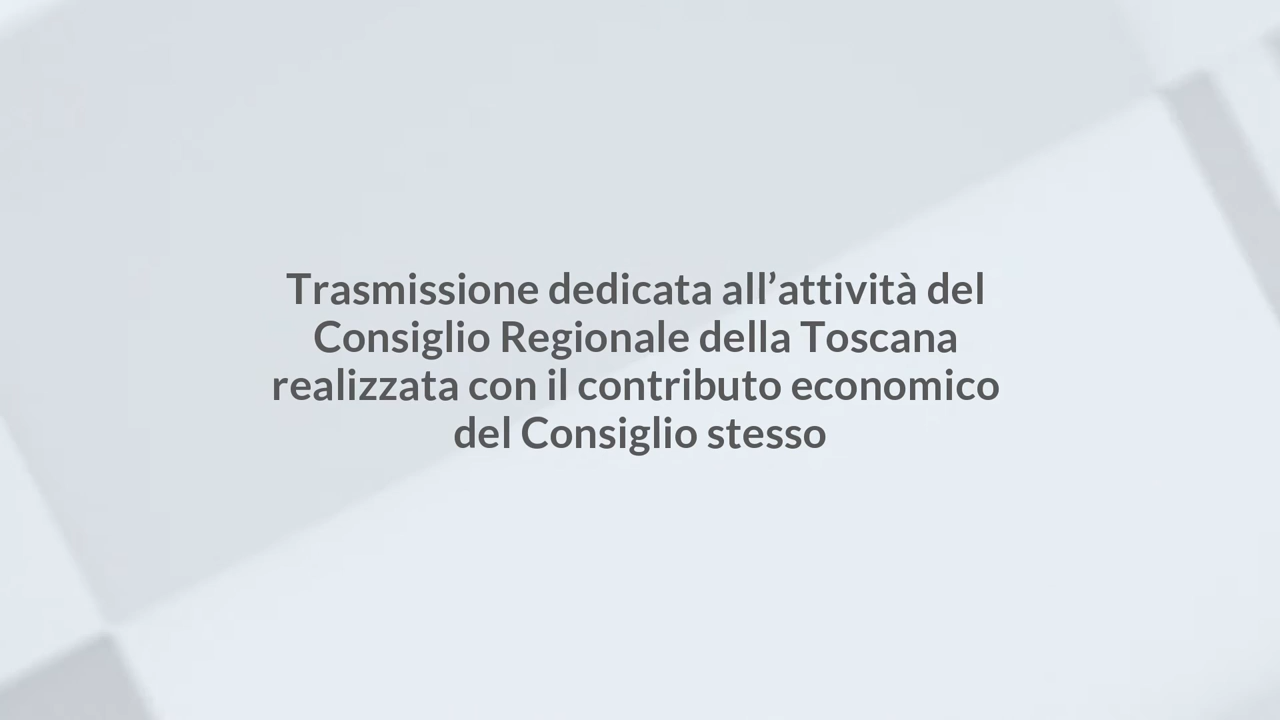 Trasmissione dedicata all’attività del
Consiglio Regionale della Toscana
realizzata con il contributo economico
del Consiglio stesso